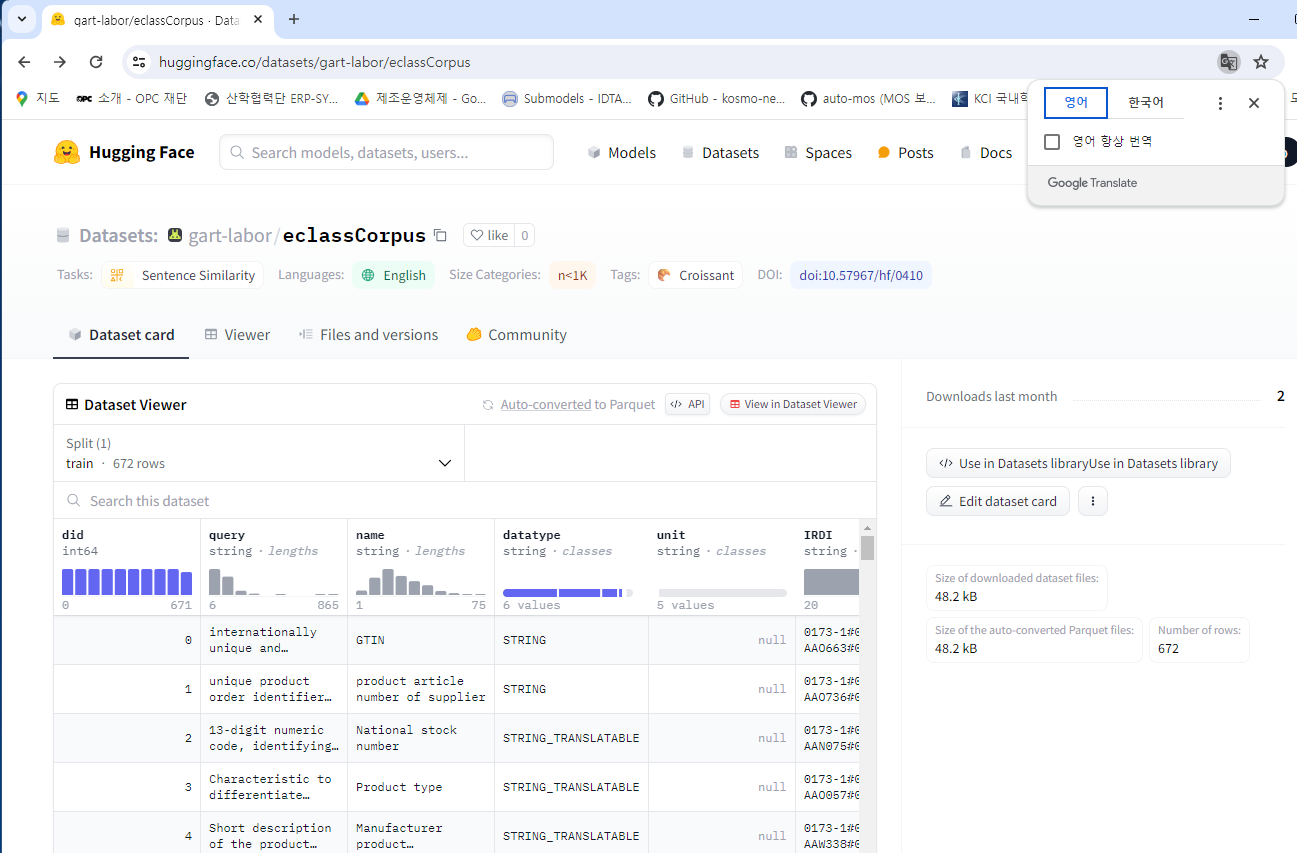 gart-labor/eclassCorpus · Data
huggingface.co/datasets/gart-labor/eclassCorpus
지도 OPC 소개 - OPC 재단 산학협력단 ERP-SY... 제조운영체제 - Go... Submodels - IDTA... GitHub - kosmo-ne... auto-mos (MOS 보... KCI 국내학
영어 한국어
영어 항상 번역
Google Translate
Hugging Face Search models, datasets, users... Models Datasets Spaces Posts Docs
Datasets: gart-labor/eclassCorpus like 0
Tasks: Sentence Similarity Languages: English Size Categories: n<1K Tags: Croissant DOI: doi:10.57967/hf/0410
Dataset card Viewer Files and versions Community
Dataset Viewer Auto-converted to Parquet </> API View in Dataset Viewer
Split (1)
train · 672 rows
Search this dataset
did query name datatype unit IRDI
int64 string · lengths string · lengths string · classes string · classes string ·
0 671 6 865 1 75 6 values 5 values 20
0 internationally unique and… GTIN STRING null 0173-1#0 AAO663#0
1 unique product order identifier… product article number of supplier STRING null 0173-1#0 AAO736#0
2 13-digit numeric code, identifying… National stock number STRING_TRANSLATABLE null 0173-1#0 AAN075#0
3 Characteristic to differentiate… Product type STRING_TRANSLATABLE null 0173-1#0 AAO057#0
4 Short description of the product… Manufacturer product… STRING_TRANSLATABLE null 0173-1#0 AAW338#0
Downloads last month 2
</> Use in Datasets libraryUse in Datasets library
Edit dataset card
Size of downloaded dataset files:
48.2 kB
Size of the auto-converted Parquet files:
48.2 kB
Number of rows:
672